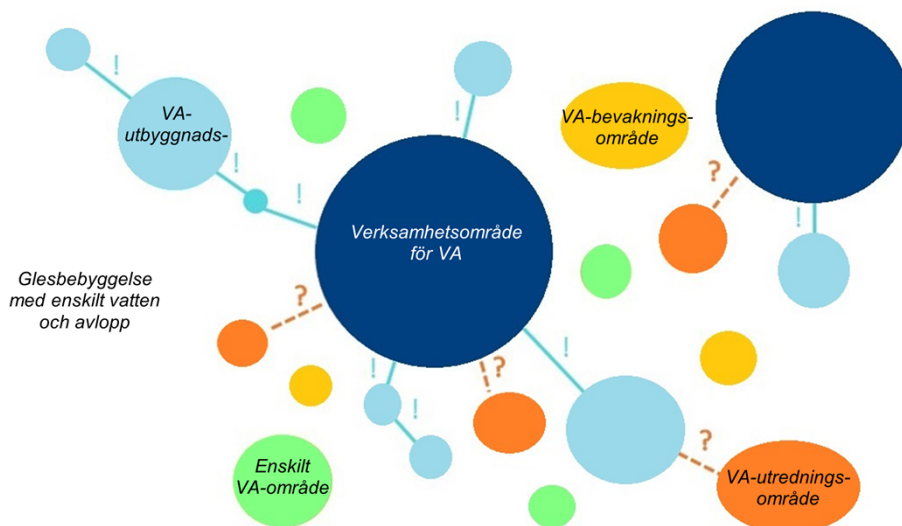 !
VA-
utbyggnads-
!
!
!
VA-bevaknings-
område
?
!
Verksamhetsområde
för VA
Glesbebyggelse
med enskilt vatten
och avlopp
?
!
?
!
!
?
Enskilt
VA-område
VA-utrednings-
område